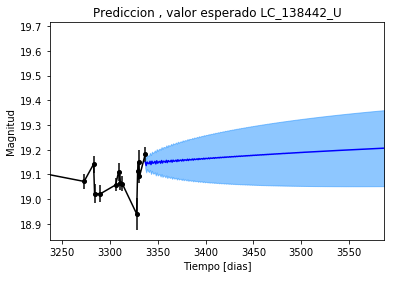 Prediccion , valor esperado LC_138442_U
19.7
19.6
19.5
19.4
19.3
19.2
19.1
19.0
18.9
Magnitud
3250 3300 3350 3400 3450 3500 3550
Tiempo [dias]